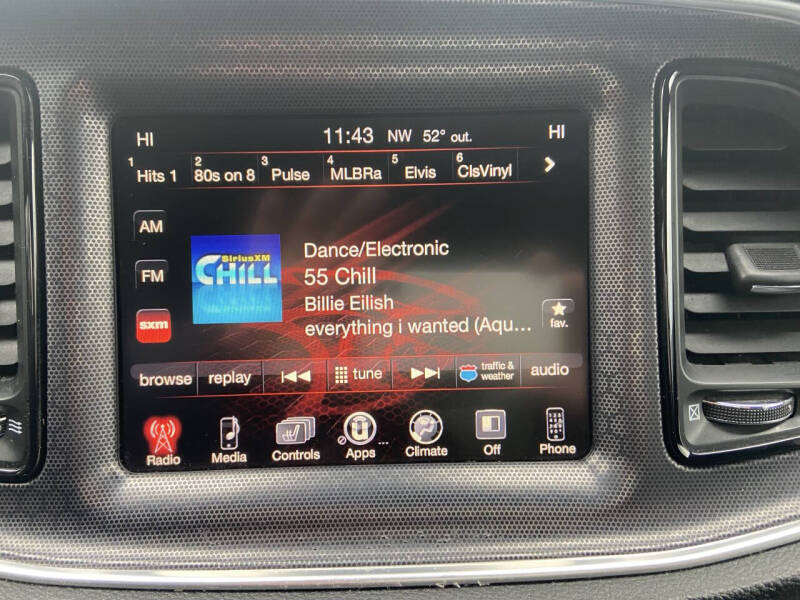 HI 11:43 NW 52° out. HI
1 Hits 1 2 80s on 8 3 Pulse 4 MLBRa 5 Elvis 6 ClsVinyl >
AM
FM
sxm
SiriusXM
CHILL
Dance/Electronic
55 Chill
Billie Eilish
everything i wanted (Aqu...
fav.
browse replay tune traffic & weather audio
Radio Media Controls Apps ... Climate Off Phone